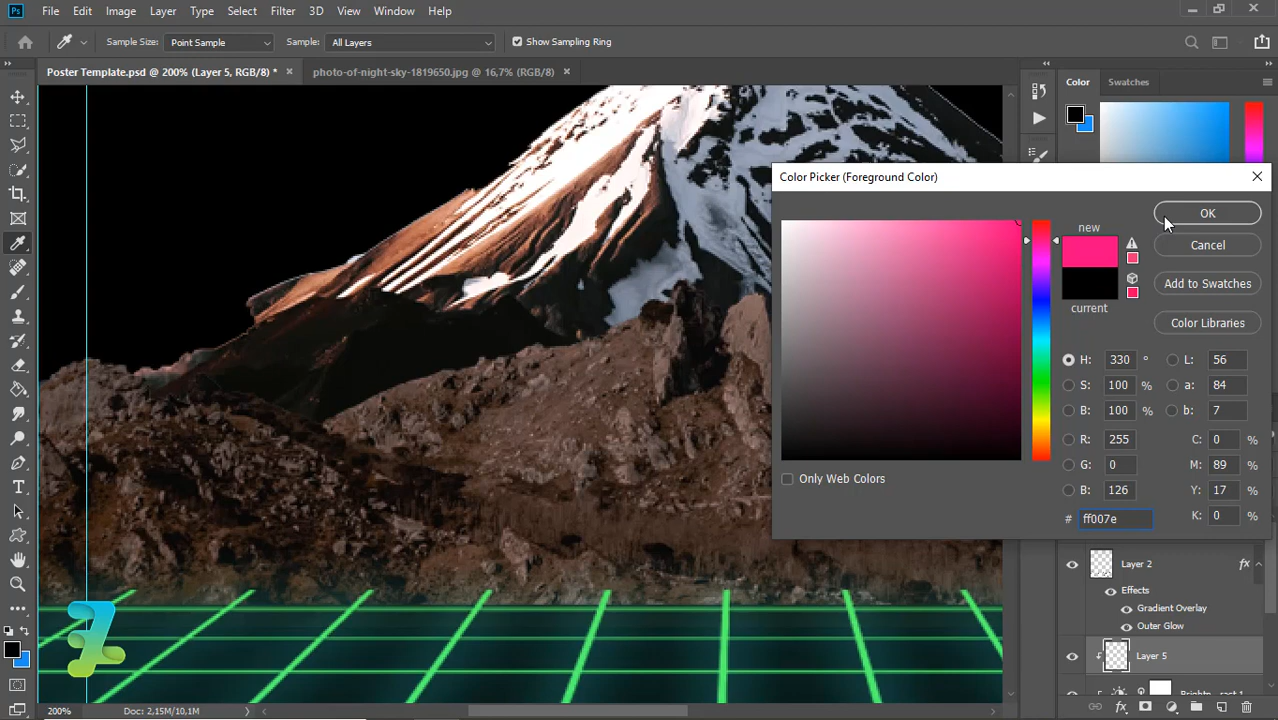 Ps File Edit Image Layer Type Select Filter 3D View Window Help
Sample Size: Point Sample Sample: All Layers Show Sampling Ring
Poster Template.psd @ 200% (Layer 5, RGB/8) * × photo-of-night-sky-1819650.jpg @ 16,7% (RGB/8) ×
Color Swatches
Color Picker (Foreground Color)
OK
new
Cancel
Add to Swatches
current
Color Libraries
H: 330 ° L: 56
S: 100 % a: 84
B: 100 % b: 7
R: 255 C: 0 %
G: 0 M: 89 %
Only Web Colors
B: 126 Y: 17 %
# ff007e K: 0 %
Layer 2 fx
Effects
Gradient Overlay
Outer Glow
7
Layer 5
200% Doc: 2,15M/10,1M fx